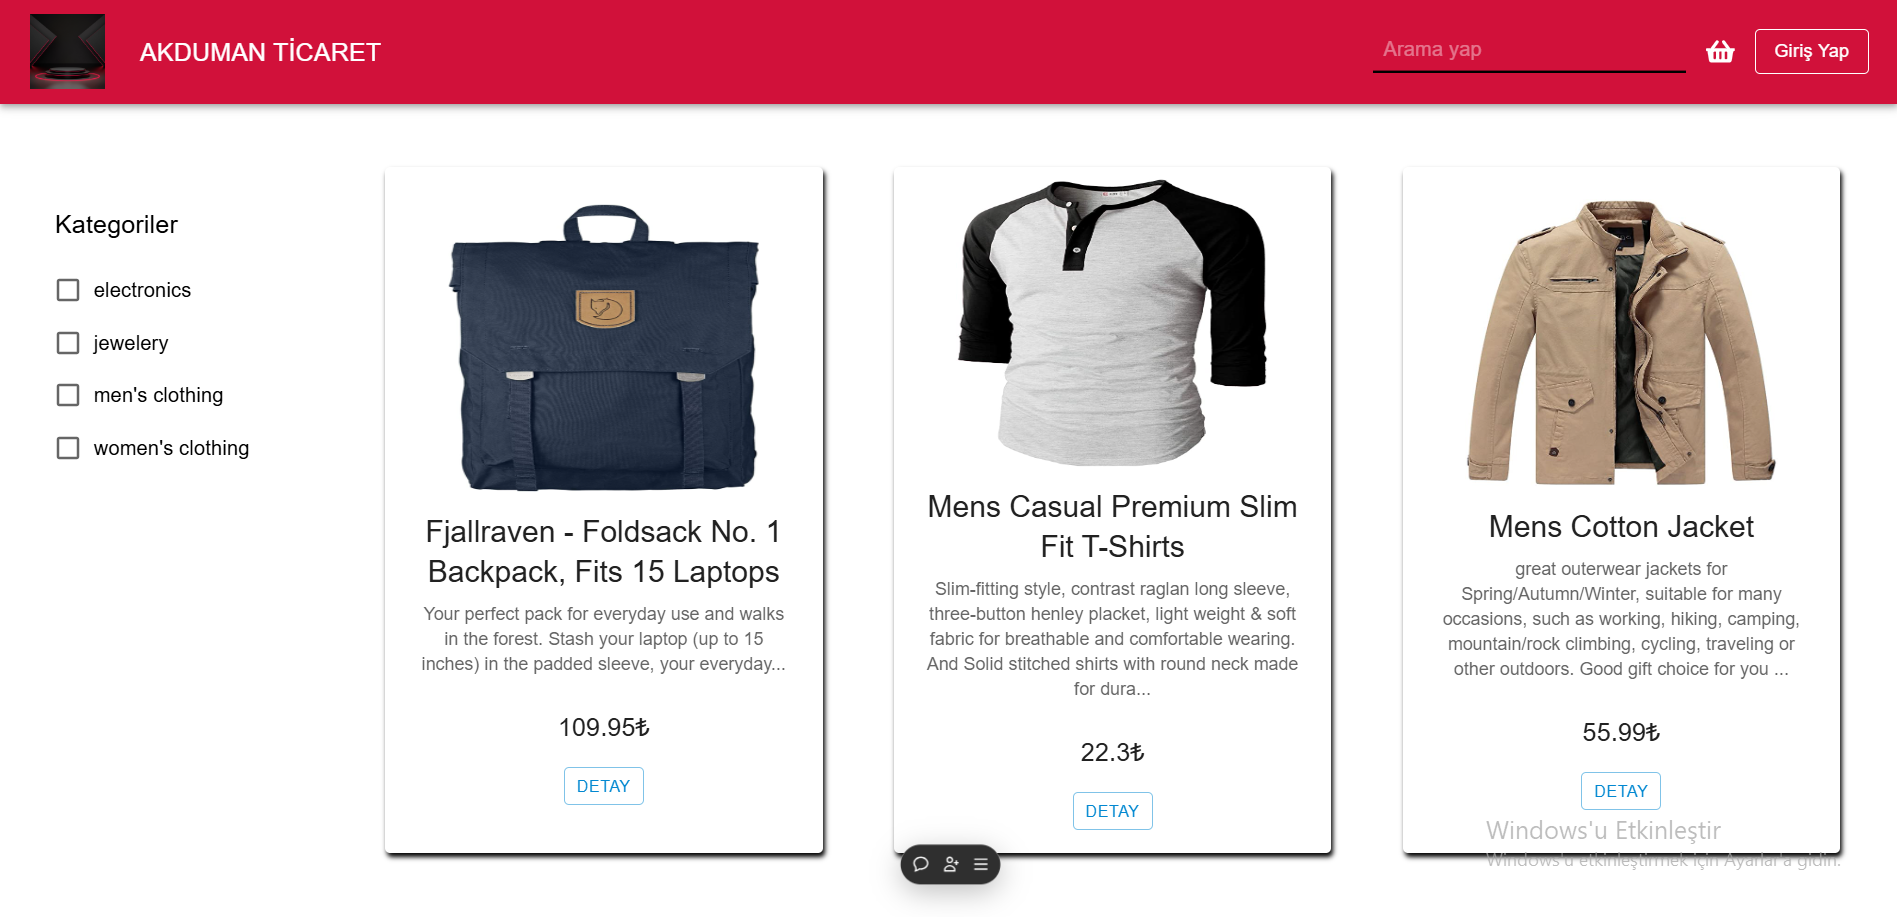 AKDUMAN TİCARET
Arama yap
Giriş Yap
Kategoriler
electronics
jewelery
men's clothing
women's clothing
Fjallraven - Foldsack No. 1
Backpack, Fits 15 Laptops
Your perfect pack for everyday use and walks
in the forest. Stash your laptop (up to 15
inches) in the padded sleeve, your everyday...
109.95₺
DETAY
Mens Casual Premium Slim
Fit T-Shirts
Slim-fitting style, contrast raglan long sleeve,
three-button henley placket, light weight & soft
fabric for breathable and comfortable wearing.
And Solid stitched shirts with round neck made
for dura...
22.3₺
DETAY
Mens Cotton Jacket
great outerwear jackets for
Spring/Autumn/Winter, suitable for many
occasions, such as working, hiking, camping,
mountain/rock climbing, cycling, traveling or
other outdoors. Good gift choice for you ...
55.99₺
DETAY
Windows'u Etkinleştir
Windows'u etkinleştirmek için Ayarlar'a gidin.